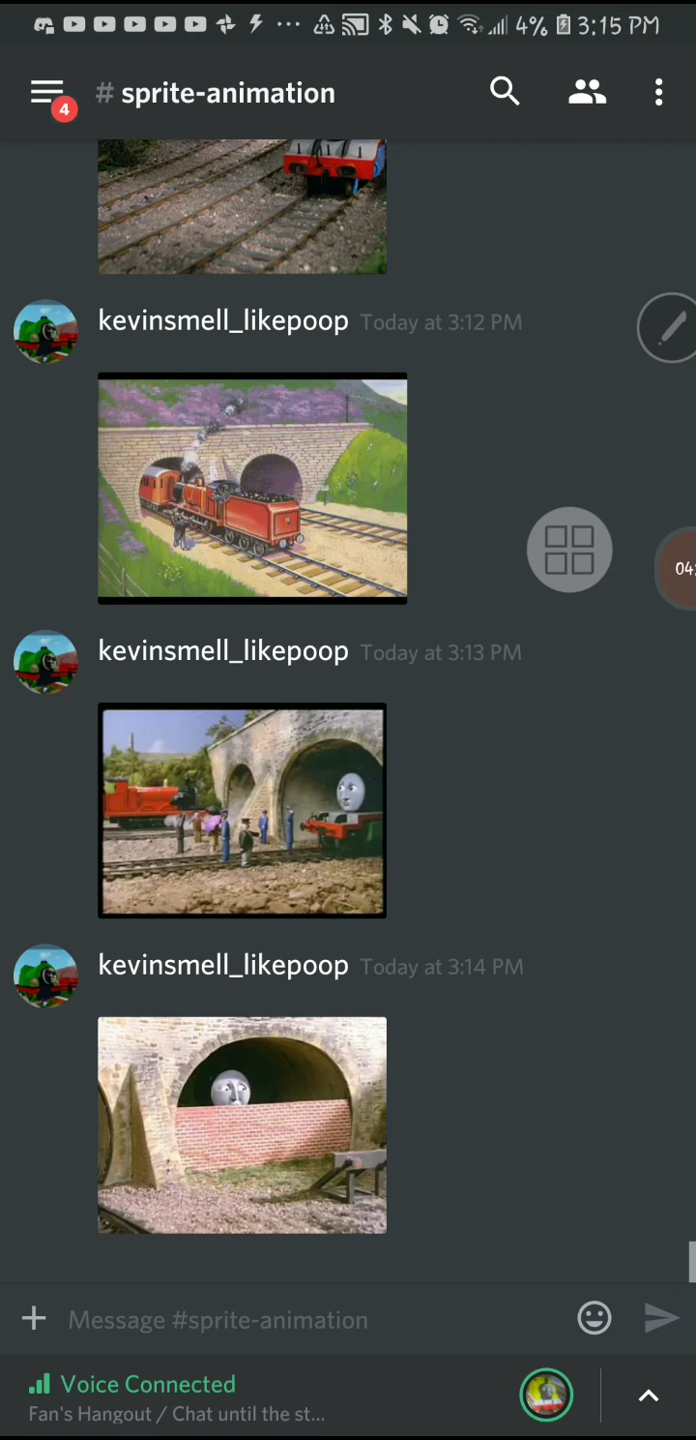 4% 3:15 PM
4
# sprite-animation
kevinsmell_likepoop Today at 3:12 PM
04:
kevinsmell_likepoop Today at 3:13 PM
kevinsmell_likepoop Today at 3:14 PM
Message #sprite-animation
Voice Connected
Fan's Hangout / Chat until the st...